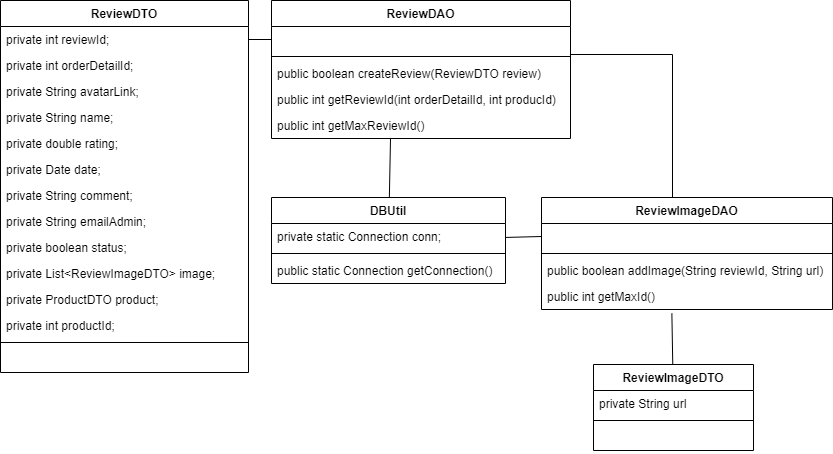 ReviewDTO
private int reviewId;
private int orderDetailId;
private String avatarLink;
private String name;
private double rating;
private Date date;
private String comment;
private String emailAdmin;
private boolean status;
private List<ReviewImageDTO> image;
private ProductDTO product;
private int productId;
ReviewDAO
public boolean createReview(ReviewDTO review)
public int getReviewId(int orderDetailId, int producId)
public int getMaxReviewId()
DBUtil
private static Connection conn;
public static Connection getConnection()
ReviewImageDAO
public boolean addImage(String reviewId, String url)
public int getMaxId()
ReviewImageDTO
private String url